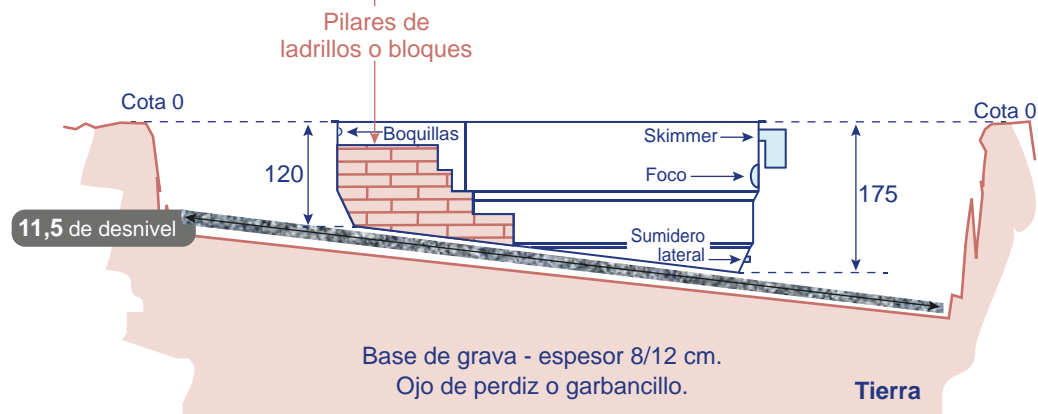 Pilares de
ladrillos o bloques
Cota 0
Cota 0
Boquillas
Skimmer
120
Foco
175
11,5 de desnivel
Sumidero
lateral
Base de grava - espesor 8/12 cm.
Ojo de perdiz o garbancillo.
Tierra